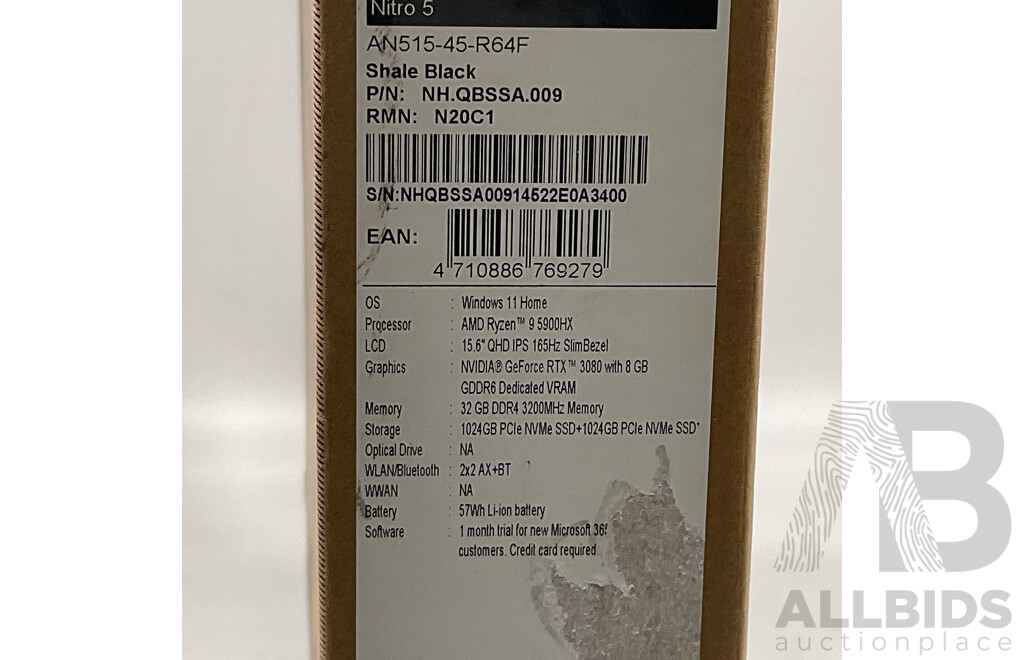 Nitro 5
AN515-45-R64F
Shale Black
P/N: NH.QBSSA.009
RMN: N20C1
S/N:NHQBSSA00914522E0A3400
EAN:
4 710886 769279
OS : Windows 11 Home
Processor : AMD Ryzen™ 9 5900HX
LCD : 15.6" QHD IPS 165Hz SlimBezel
Graphics : NVIDIA® GeForce RTX™ 3080 with 8 GB
GDDR6 Dedicated VRAM
Memory : 32 GB DDR4 3200MHz Memory
Storage : 1024GB PCIe NVMe SSD+1024GB PCIe NVMe SSD*
Optical Drive : NA
WLAN/Bluetooth : 2x2 AX+BT
WWAN : NA
Battery : 57Wh Li-ion battery
Software : 1 month trial for new Microsoft
customers. Credit card required
AB
ALLBIDS
auctionplace